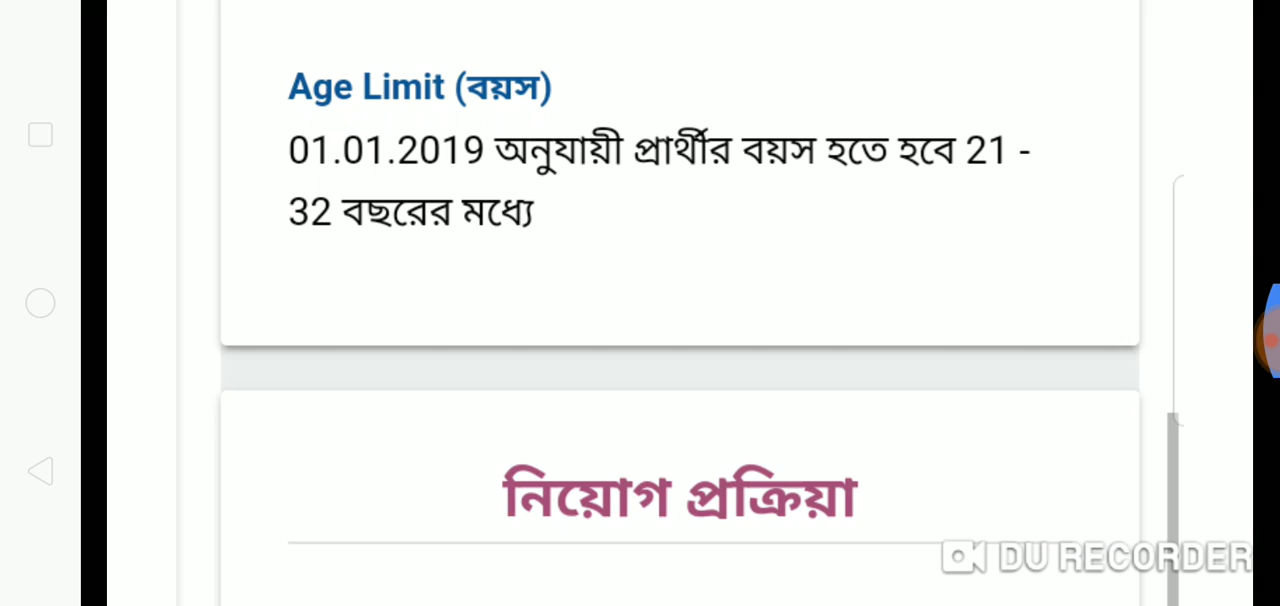 Age Limit (বয়স)
01.01.2019 অনুযায়ী প্রার্থীর বয়স হতে হবে 21 -
32 বছরের মধ্যে
নিয়োগ প্রক্রিয়া
DU RECORDER